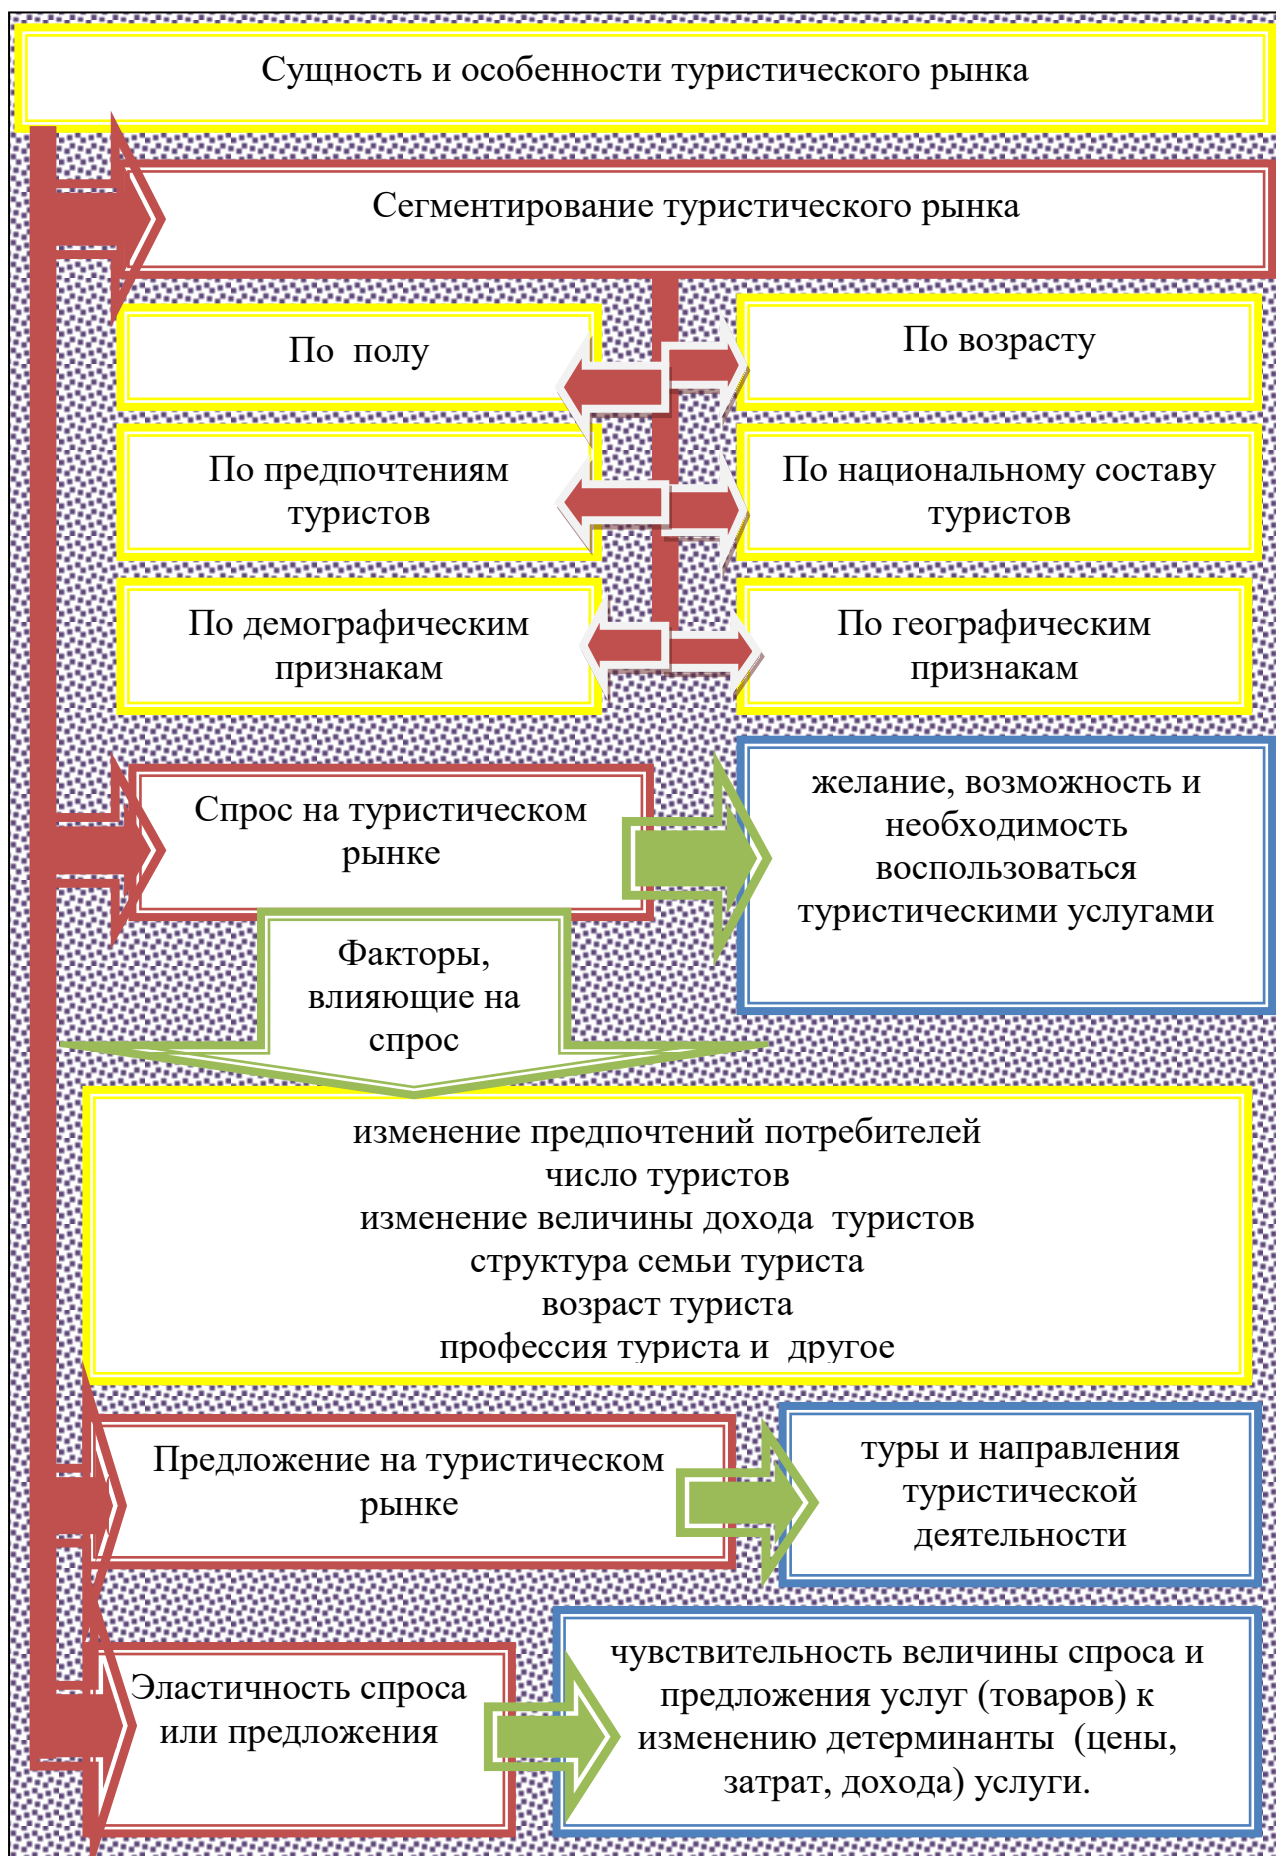 Сущность и особенности туристического рынка
Сегментирование туристического рынка
По полу
По возрасту
По предпочтениям
туристов
По национальному составу
туристов
По демографическим
признакам
По географическим
признакам
Спрос на туристическом
рынке
желание, возможность и
необходимость
воспользоваться
туристическими услугами
Факторы,
влияющие на
спрос
изменение предпочтений потребителей
число туристов
изменение величины дохода туристов
структура семьи туриста
возраст туриста
профессия туриста и другое
Предложение на туристическом
рынке
туры и направления
туристической
деятельности
Эластичность спроса
или предложения
чувствительность величины спроса и
предложения услуг (товаров) к
изменению детерминанты (цены,
затрат, дохода) услуги.